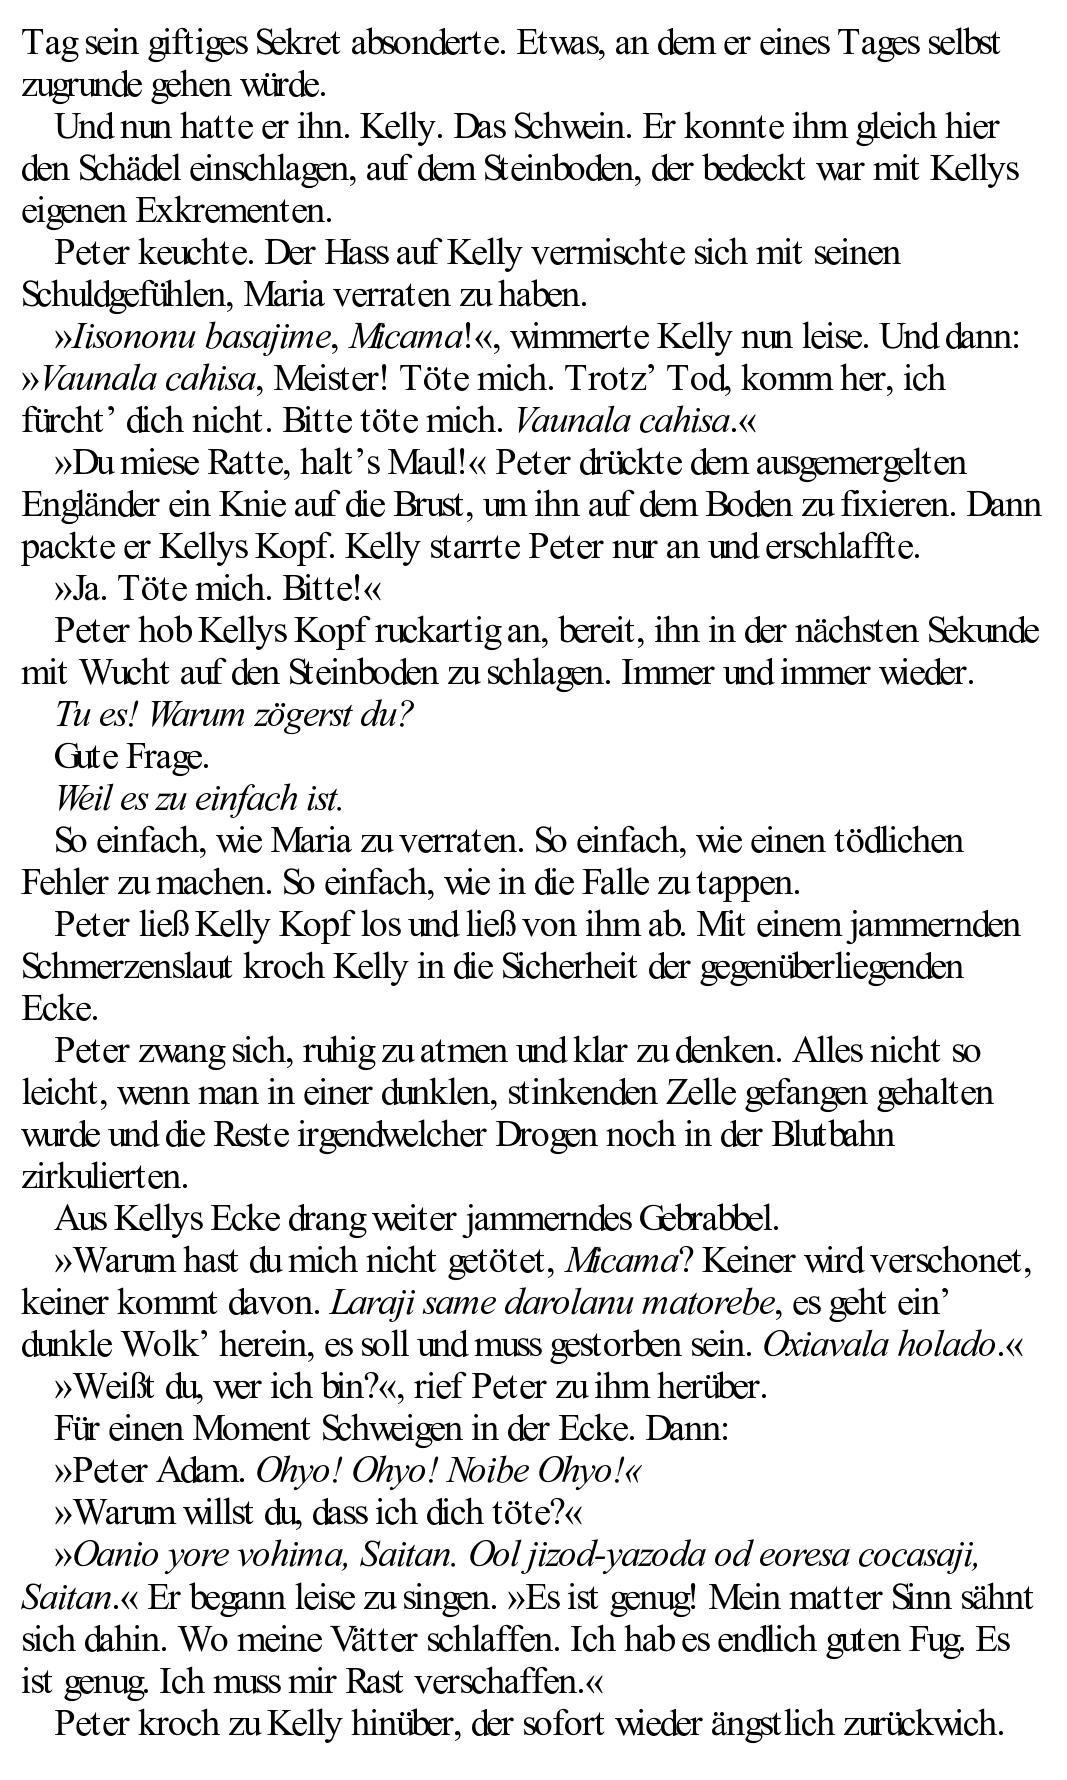 Tag sein giftiges Sekret absonderte. Etwas, an dem er eines Tages selbst
zugrunde gehen würde.
Und nun hatte er ihn. Kelly. Das Schwein. Er konnte ihm gleich hier
den Schädel einschlagen, auf dem Steinboden, der bedeckt war mit Kellys
eigenen Exkrementen.
Peter keuchte. Der Hass auf Kelly vermischte sich mit seinen
Schuldgefühlen, Maria verraten zu haben.
»Iisononu basajime, Micama!«, wimmerte Kelly nun leise. Und dann:
»Vaunala cahisa, Meister! Töte mich. Trotz’ Tod, komm her, ich
fürcht’ dich nicht. Bitte töte mich. Vaunala cahisa.«
»Du miese Ratte, halt’s Maul!« Peter drückte dem ausgemergelten
Engländer ein Knie auf die Brust, um ihn auf dem Boden zu fixieren. Dann
packte er Kellys Kopf. Kelly starrte Peter nur an und erschlaffte.
»Ja. Töte mich. Bitte!«
Peter hob Kellys Kopf ruckartig an, bereit, ihn in der nächsten Sekunde
mit Wucht auf den Steinboden zu schlagen. Immer und immer wieder.
Tu es! Warum zögerst du?
Gute Frage.
Weil es zu einfach ist.
So einfach, wie Maria zu verraten. So einfach, wie einen tödlichen
Fehler zu machen. So einfach, wie in die Falle zu tappen.
Peter ließ Kelly Kopf los und ließ von ihm ab. Mit einem jammernden
Schmerzenslaut kroch Kelly in die Sicherheit der gegenüberliegenden
Ecke.
Peter zwang sich, ruhig zu atmen und klar zu denken. Alles nicht so
leicht, wenn man in einer dunklen, stinkenden Zelle gefangen gehalten
wurde und die Reste irgendwelcher Drogen noch in der Blutbahn
zirkulierten.
Aus Kellys Ecke drang weiter jammerndes Gebrabbel.
»Warum hast du mich nicht getötet, Micama? Keiner wird verschonet,
keiner kommt davon. Laraji same darolanu matorebe, es geht ein’
dunkle Wolk’ herein, es soll und muss gestorben sein. Oxiavala holado.«
»Weißt du, wer ich bin?«, rief Peter zu ihm herüber.
Für einen Moment Schweigen in der Ecke. Dann:
»Peter Adam. Ohyo! Ohyo! Noibe Ohyo!«
»Warum willst du, dass ich dich töte?«
»Oanio yore vohima, Saitan. Ool jizod-yazoda od eoresa cocasaji,
Saitan.« Er begann leise zu singen. »Es ist genug! Mein matter Sinn sähnt
sich dahin. Wo meine Vätter schlaffen. Ich hab es endlich guten Fug. Es
ist genug. Ich muss mir Rast verschaffen.«
Peter kroch zu Kelly hinüber, der sofort wieder ängstlich zurückwich.